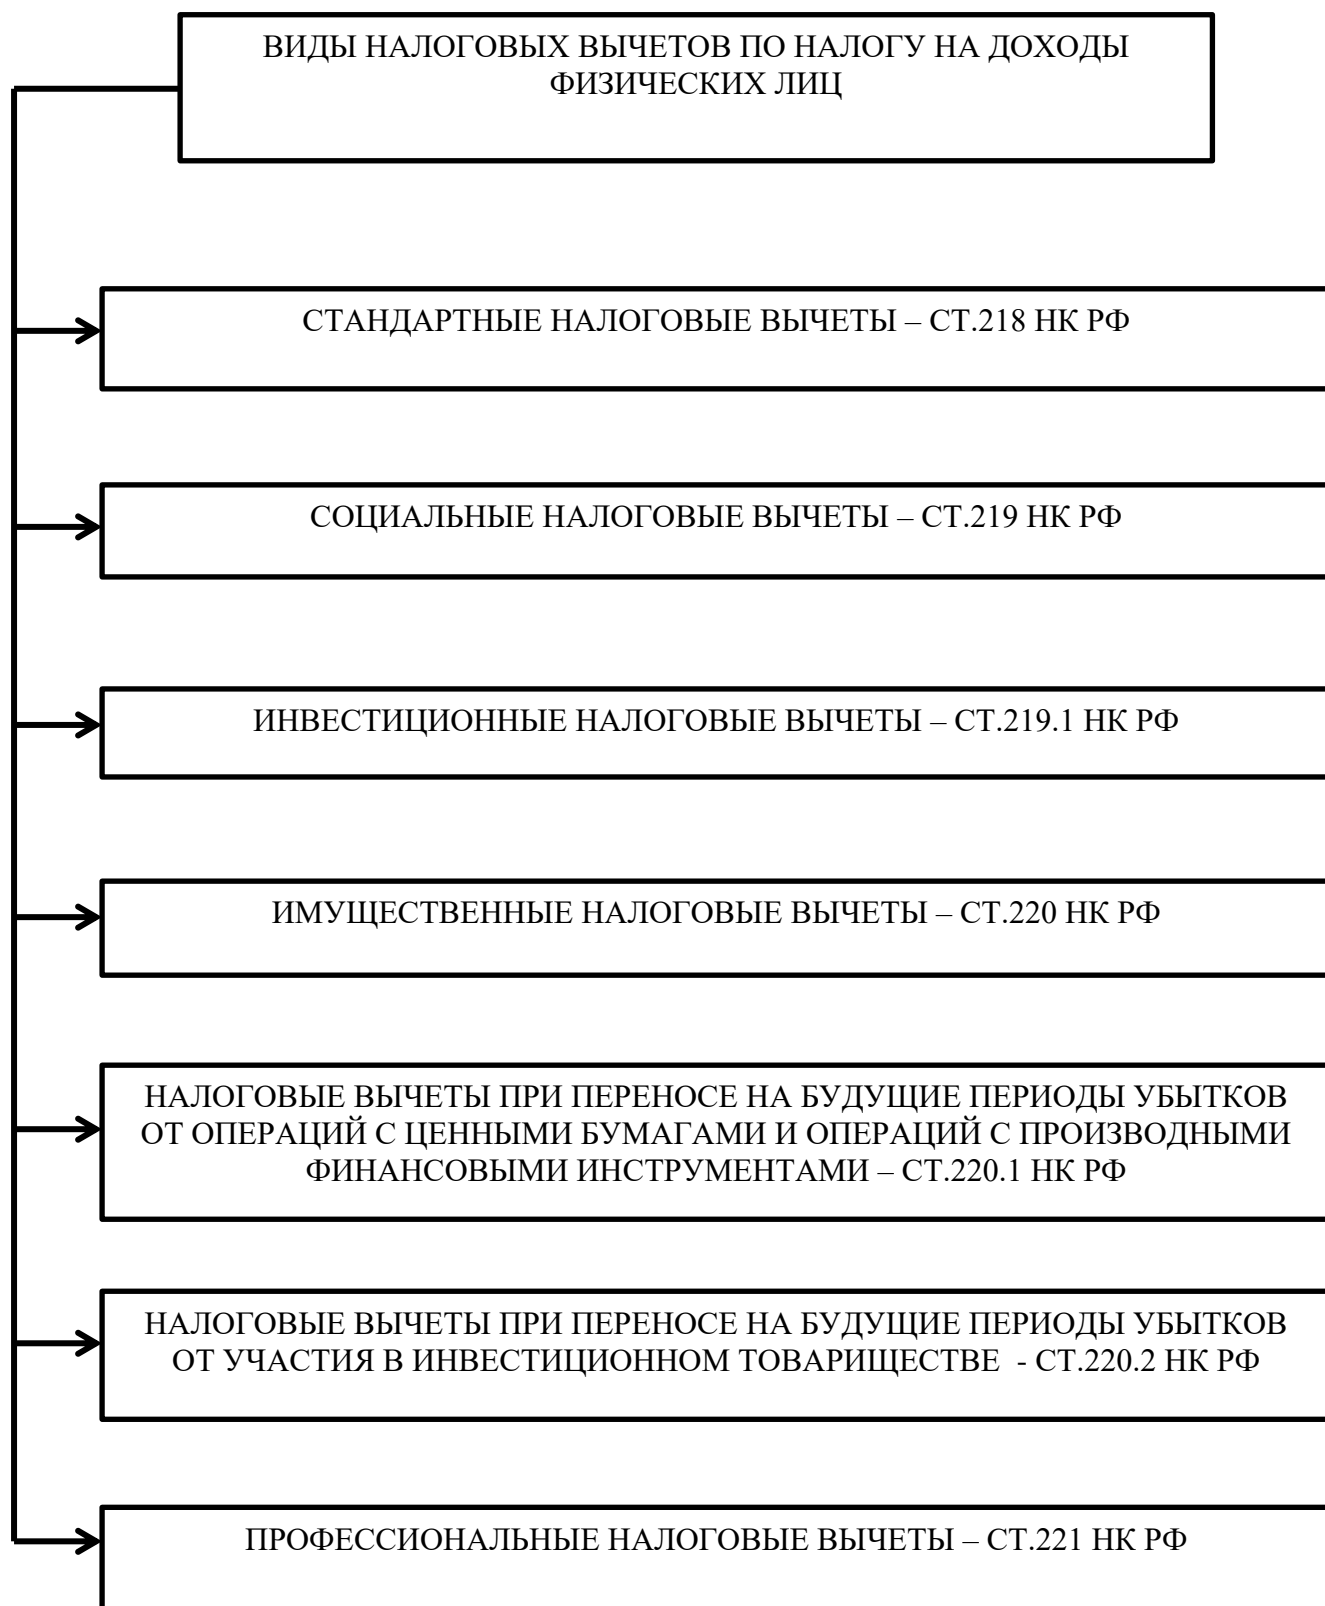 ВИДЫ НАЛОГОВЫХ ВЫЧЕТОВ ПО НАЛОГУ НА ДОХОДЫ
ФИЗИЧЕСКИХ ЛИЦ
СТАНДАРТНЫЕ НАЛОГОВЫЕ ВЫЧЕТЫ – СТ.218 НК РФ
СОЦИАЛЬНЫЕ НАЛОГОВЫЕ ВЫЧЕТЫ – СТ.219 НК РФ
ИНВЕСТИЦИОННЫЕ НАЛОГОВЫЕ ВЫЧЕТЫ – СТ.219.1 НК РФ
ИМУЩЕСТВЕННЫЕ НАЛОГОВЫЕ ВЫЧЕТЫ – СТ.220 НК РФ
НАЛОГОВЫЕ ВЫЧЕТЫ ПРИ ПЕРЕНОСЕ НА БУДУЩИЕ ПЕРИОДЫ УБЫТКОВ
ОТ ОПЕРАЦИЙ С ЦЕННЫМИ БУМАГАМИ И ОПЕРАЦИЙ С ПРОИЗВОДНЫМИ
ФИНАНСОВЫМИ ИНСТРУМЕНТАМИ – СТ.220.1 НК РФ
НАЛОГОВЫЕ ВЫЧЕТЫ ПРИ ПЕРЕНОСЕ НА БУДУЩИЕ ПЕРИОДЫ УБЫТКОВ
ОТ УЧАСТИЯ В ИНВЕСТИЦИОННОМ ТОВАРИЩЕСТВЕ - СТ.220.2 НК РФ
ПРОФЕССИОНАЛЬНЫЕ НАЛОГОВЫЕ ВЫЧЕТЫ – СТ.221 НК РФ